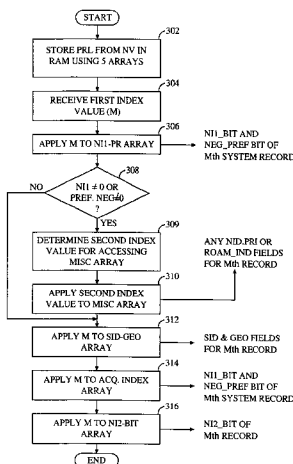 START
302
STORE PRL FROM NV IN
RAM USING 5 ARRAYS
304
RECEIVE FIRST INDEX
VALUE (M)
306
APPLY M TO NI1-PR ARRAY
NI1_BIT AND
NEG_PREF BIT OF
Mth SYSTEM RECORD
308
NO
NI1 ≠ 0 OR
PREF. NEG≠0
?
YES
309
DETERMINE SECOND INDEX
VALUE FOR ACCESSING
MISC ARRAY
ANY NID.PRI OR
ROAM_IND FIELDS
FOR Mth RECORD
310
APPLY SECOND INDEX
VALUE TO MISC ARRAY
312
APPLY M TO SID-GEO
ARRAY
SID & GEO FIELDS
FOR Mth RECORD
314
APPLY M TO ACQ. INDEX
ARRAY
NI1_BIT AND
NEG_PREF BIT OF
Mth SYSTEM RECORD
316
APPLY M TO NI2-BIT
ARRAY
NI2_BIT OF
Mth RECORD
END